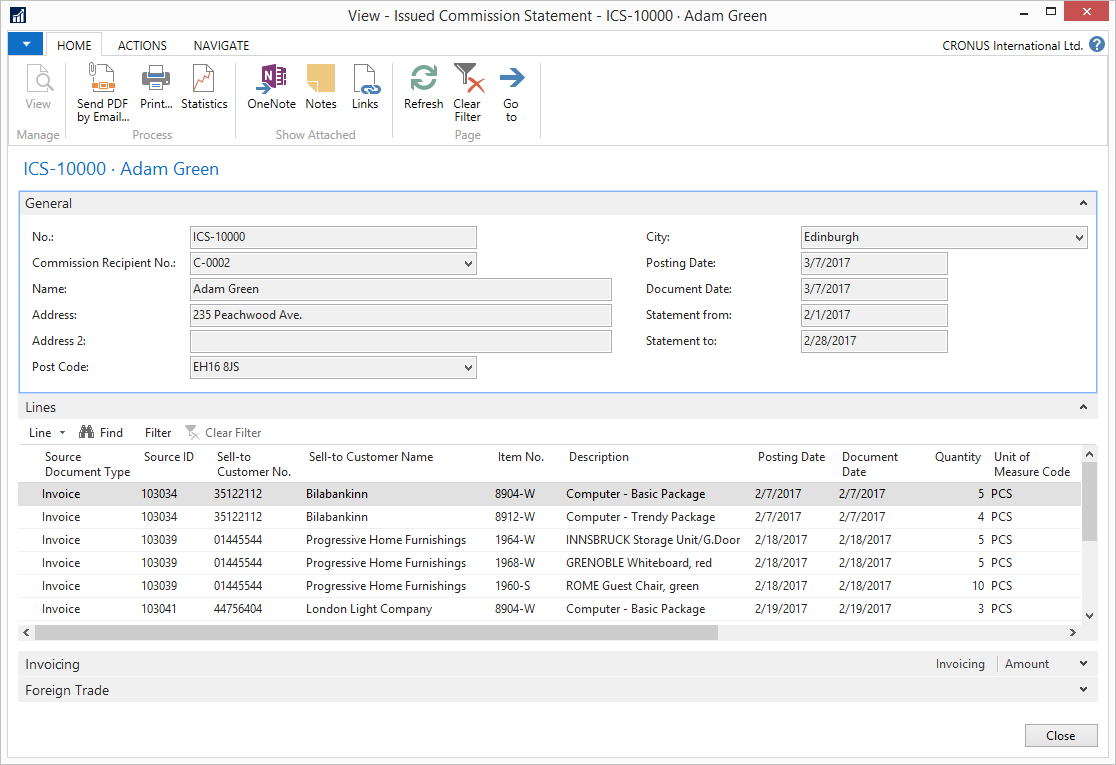 View - Issued Commission Statement - ICS-10000 · Adam Green
HOME ACTIONS NAVIGATE CRONUS International Ltd. ?
View
Send PDF by Email...
Print...
Statistics
OneNote
Notes
Links
Refresh
Clear Filter
Go to
Manage Process Show Attached Page
ICS-10000 · Adam Green
General
No.: ICS-10000
Commission Recipient No.: C-0002
Name: Adam Green
Address: 235 Peachwood Ave.
Address 2:
Post Code: EH16 8JS
City: Edinburgh
Posting Date: 3/7/2017
Document Date: 3/7/2017
Statement from: 2/1/2017
Statement to: 2/28/2017
Lines
Line Find Filter Clear Filter
Source Document Type Source ID Sell-to Customer No. Sell-to Customer Name Item No. Description Posting Date Document Date Quantity Unit of Measure Code
Invoice 103034 35122112 Bilabankinn 8904-W Computer - Basic Package 2/7/2017 2/7/2017 5 PCS
Invoice 103034 35122112 Bilabankinn 8912-W Computer - Trendy Package 2/7/2017 2/7/2017 4 PCS
Invoice 103039 01445544 Progressive Home Furnishings 1964-W INNSBRUCK Storage Unit/G.Door 2/18/2017 2/18/2017 5 PCS
Invoice 103039 01445544 Progressive Home Furnishings 1968-W GRENOBLE Whiteboard, red 2/18/2017 2/18/2017 5 PCS
Invoice 103039 01445544 Progressive Home Furnishings 1960-S ROME Guest Chair, green 2/18/2017 2/18/2017 10 PCS
Invoice 103041 44756404 London Light Company 8904-W Computer - Basic Package 2/19/2017 2/19/2017 3 PCS
Invoicing Invoicing Amount
Foreign Trade
Close